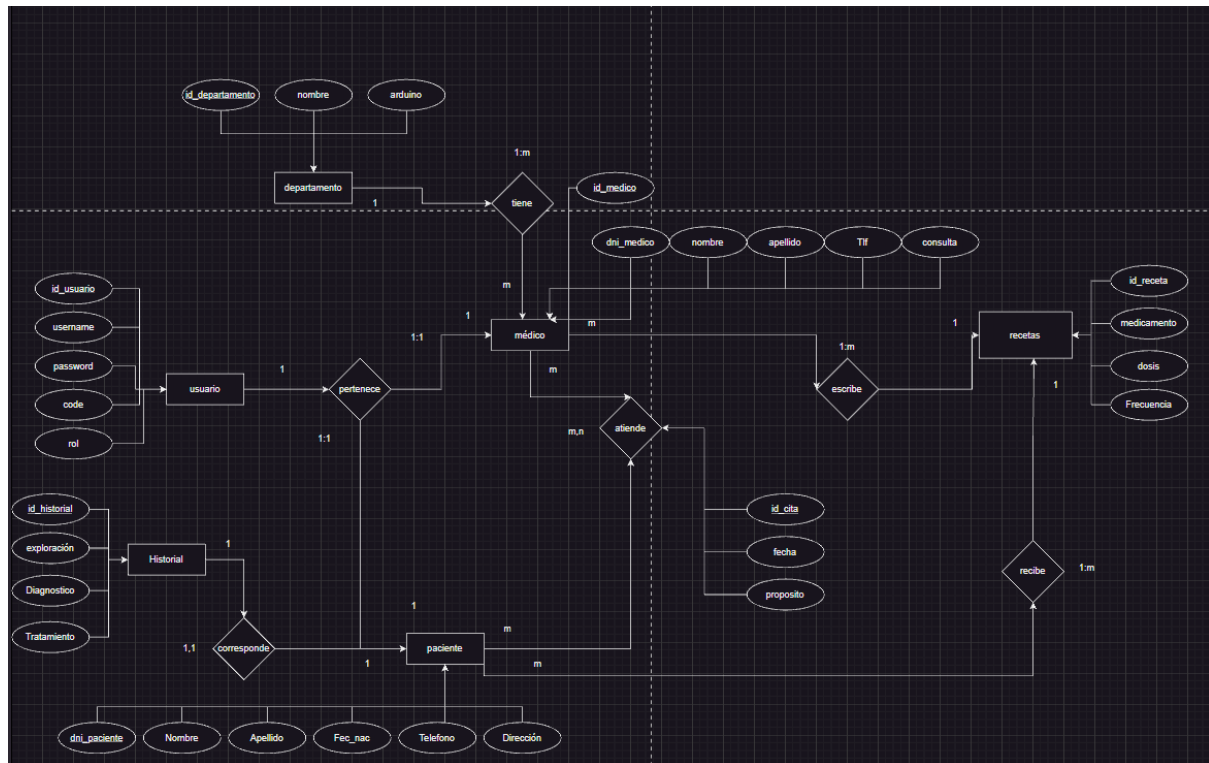 id_departamento
nombre
arduino
1:m
departamento
1
tiene
id_medico
dni_medico
nombre
apellido
Tlf
consulta
id_usuario
username
password
code
rol
usuario
1
pertenece
1:1
1:1
m
1
médico
m
m
1:m
escribe
1
recetas
id_receta
medicamento
dosis
Frecuencia
1
m,n
atiende
id_cita
fecha
proposito
id_historial
exploración
Diagnostico
Tratamiento
Historial
1
1,1
corresponde
1
1
paciente
m
m
recibe
1:m
dni_paciente
Nombre
Apellido
Fec_nac
Telefono
Dirección